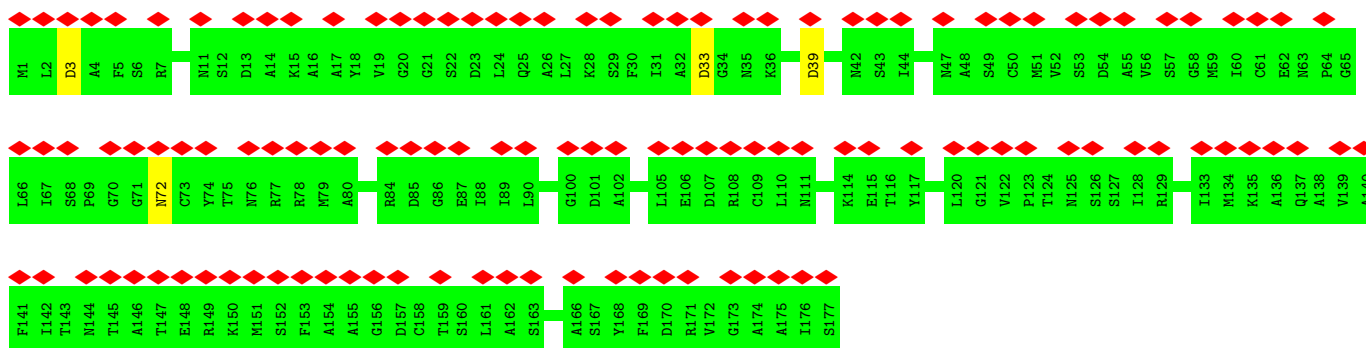 M1 L2 D3 A4 F5 S6 R7 N11 S12 D13 A14 K15 A16 A17 Y18 V19 G20 G21 S22 D23 L24 Q25 A26 L27 K28 S29 F30 I31 A32 D33 G34 N35 K36 D39 N42 S43 I44 N47 A48 S49 C50 M51 V52 S53 D54 A55 V56 S57 G58 M59 I60 C61 E62 N63 P64 G65
L66 I67 S68 P69 G70 G71 N72 C73 Y74 T75 N76 R77 R78 M79 A80 R84 D85 G86 E87 I88 I89 L90 G100 D101 A102 L105 E106 D107 R108 C109 L110 N111 K114 E115 T116 Y117 L120 G121 V122 P123 T124 N125 S126 S127 I128 R129 I133 M134 K135 A136 Q137 A138 V139 A140
F141 I142 T143 N144 T145 A146 T147 E148 R149 K150 M151 S152 F153 A154 A155 G156 D157 C158 T159 S160 L161 A162 S163 A166 S167 Y168 F169 D170 R171 V172 G173 A174 A175 I176 S177